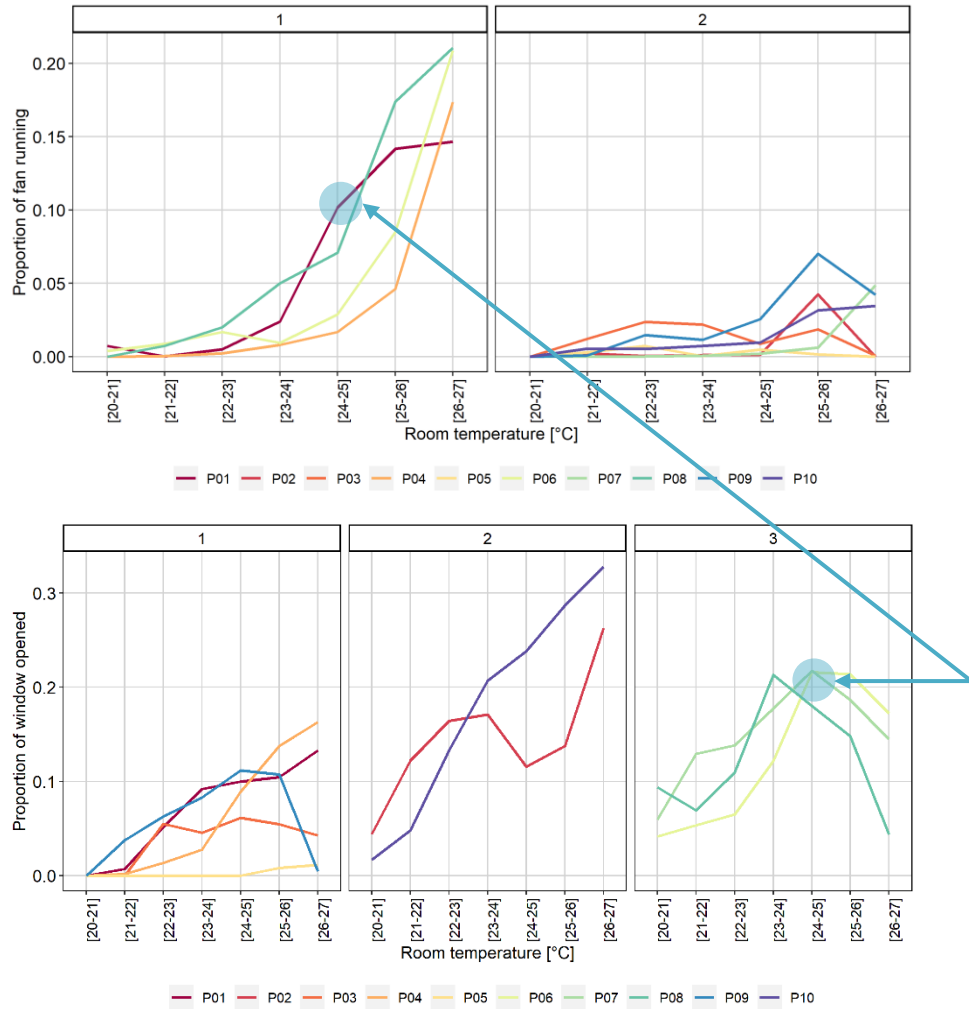 1 2
Proportion of fan running
0.20
0.15
0.10
0.05
0.00
[20-21] [21-22] [22-23] [23-24] [24-25] [25-26] [26-27] [20-21] [21-22] [22-23] [23-24] [24-25] [25-26] [26-27]
Room temperature [°C]
P01 P02 P03 P04 P05 P06 P07 P08 P09 P10
1 2 3
Proportion of window opened
0.3
0.2
0.1
0.0
[20-21] [21-22] [22-23] [23-24] [24-25] [25-26] [26-27] [20-21] [21-22] [22-23] [23-24] [24-25] [25-26] [26-27] [20-21] [21-22] [22-23] [23-24] [24-25] [25-26] [26-27]
Room temperature [°C]
P01 P02 P03 P04 P05 P06 P07 P08 P09 P10